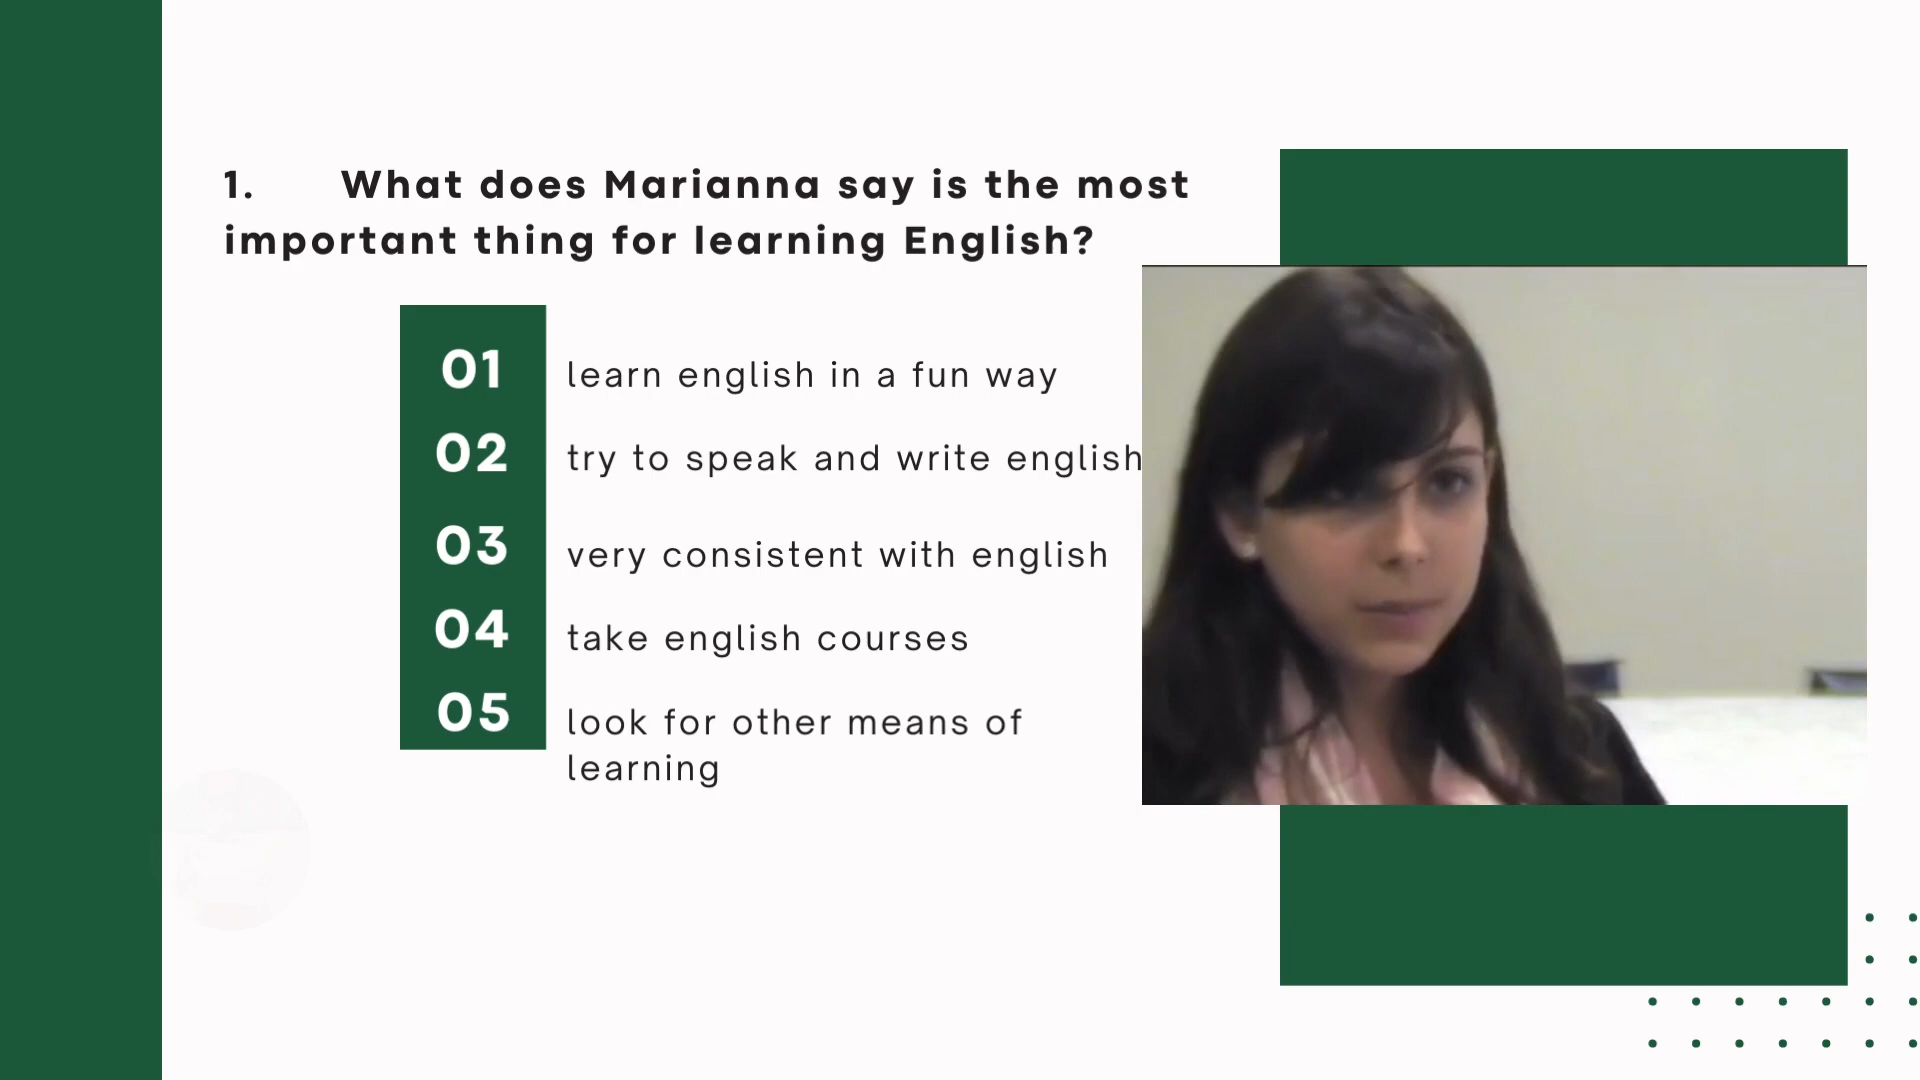 1. What does Marianna say is the most
important thing for learning English?
01 learn english in a fun way
02 try to speak and write english
03 very consistent with english
04 take english courses
05 look for other means of
learning